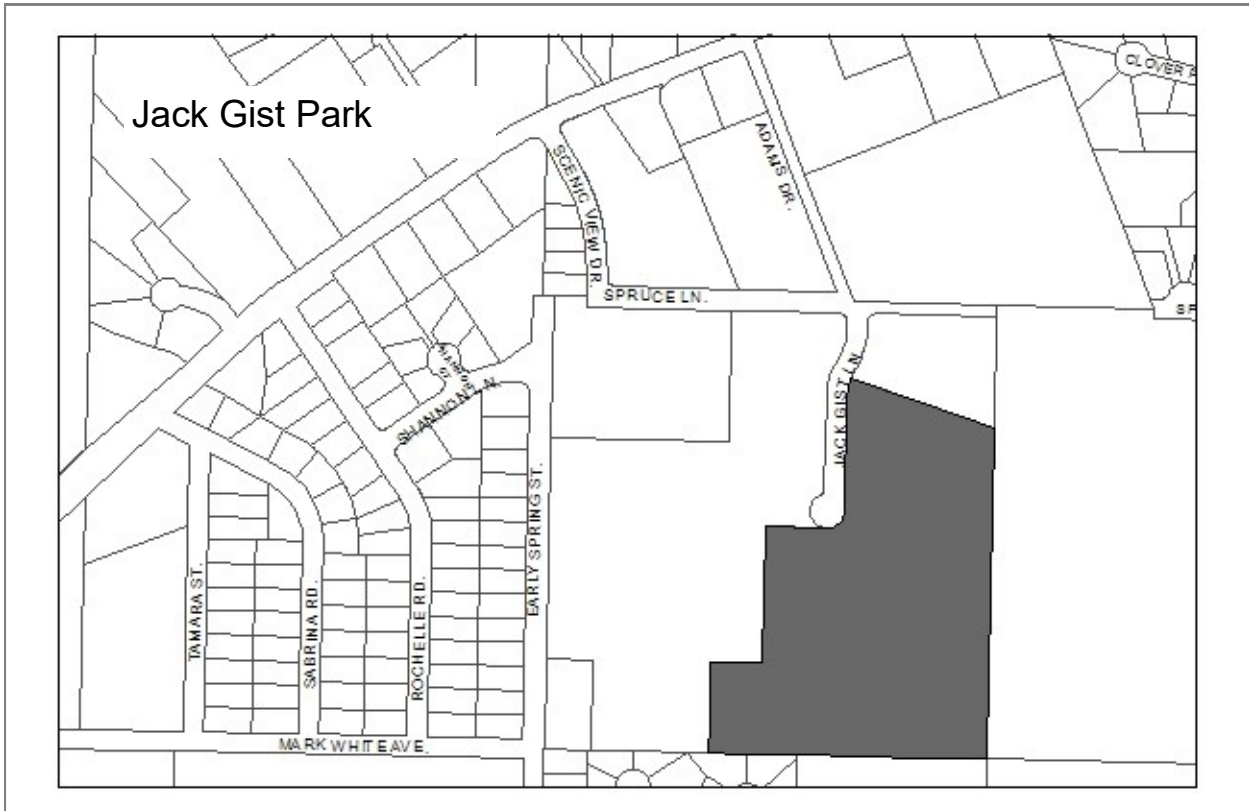 Jack Gist Park
CLOVER
SCENIC VIEW DR.
ADAMS DR.
SPRUCE LN.
SHANNON LN.
JACK GIST LN
EARLY SPRING ST.
TAMARA ST.
SABRINA RD.
ROCHELLE RD.
MARK WHITE AVE.